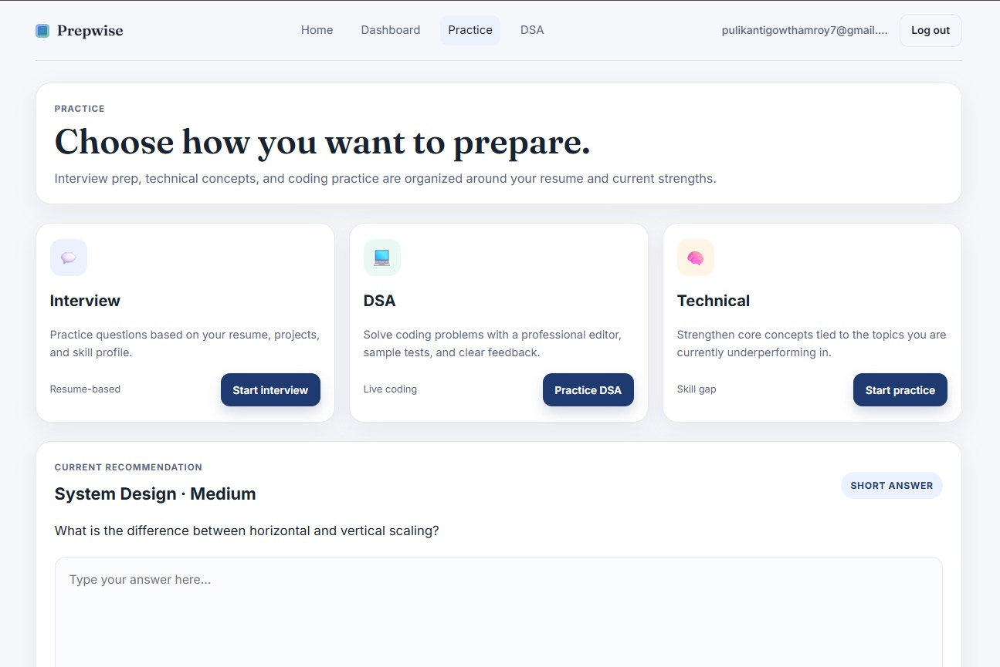 Prepwise
Home Dashboard Practice DSA
pulikantigowthamroy7@gmail.... Log out
PRACTICE
Choose how you want to prepare.
Interview prep, technical concepts, and coding practice are organized around your resume and current strengths.
Interview
Practice questions based on your resume, projects,
and skill profile.
Resume-based Start interview
DSA
Solve coding problems with a professional editor,
sample tests, and clear feedback.
Live coding Practice DSA
Technical
Strengthen core concepts tied to the topics you are
currently underperforming in.
Skill gap Start practice
CURRENT RECOMMENDATION
System Design · Medium
SHORT ANSWER
What is the difference between horizontal and vertical scaling?
Type your answer here...